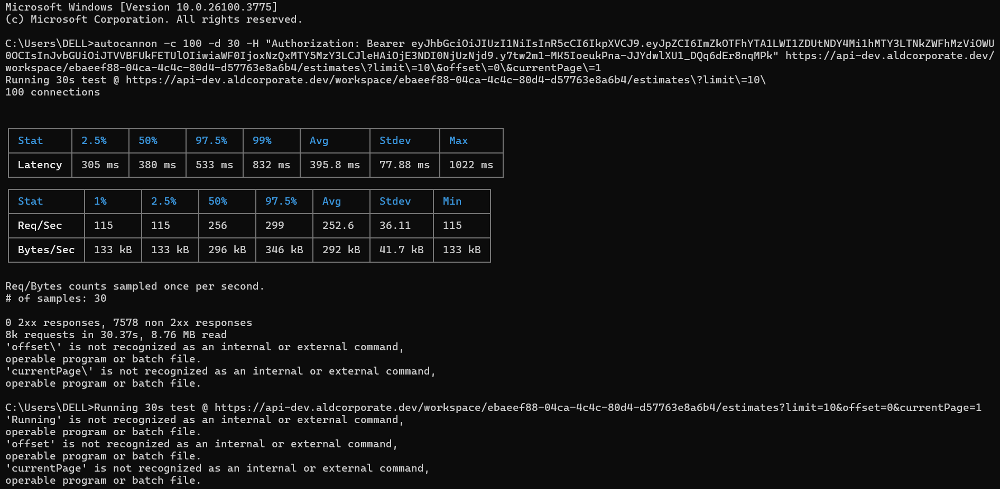 Microsoft Windows [Version 10.0.26100.3775]
(c) Microsoft Corporation. All rights reserved.
C:\Users\DELL>autocannon -c 100 -d 30 -H "Authorization: Bearer eyJhbGciOiJIUzI1NiIsInR5cCI6IkpXVCJ9.eyJpZCI6ImZkOTFhYTA1LWI1ZDUtNDY4Mi1hMTY3LTNkZWFhMzViOWU
0OCIsInJvbGUiOiJTVVBFUkFETUlOIiwiaWF0IjoxNzQxMTY5MzY3LCJleHAiOjE3NDI0NjUzNjd9.y7tw2m1-MK5IoeukPna-JJYdwlXU1_DQq6dEr8nqMPk" https://api-dev.aldcorporate.dev/
workspace/ebaeef88-04ca-4c4c-80d4-d57763e8a6b4/estimates\?limit\=10\&offset\=0\&currentPage\=1
Running 30s test @ https://api-dev.aldcorporate.dev/workspace/ebaeef88-04ca-4c4c-80d4-d57763e8a6b4/estimates\?limit\=10\
100 connections
Stat 2.5% 50% 97.5% 99% Avg Stdev Max
Latency 305 ms 380 ms 533 ms 832 ms 395.8 ms 77.88 ms 1022 ms
Stat 1% 2.5% 50% 97.5% Avg Stdev Min
Req/Sec 115 115 256 299 252.6 36.11 115
Bytes/Sec 133 kB 133 kB 296 kB 346 kB 292 kB 41.7 kB 133 kB
Req/Bytes counts sampled once per second.
# of samples: 30
0 2xx responses, 7578 non 2xx responses
8k requests in 30.37s, 8.76 MB read
'offset\' is not recognized as an internal or external command,
operable program or batch file.
'currentPage\' is not recognized as an internal or external command,
operable program or batch file.
C:\Users\DELL>Running 30s test @ https://api-dev.aldcorporate.dev/workspace/ebaeef88-04ca-4c4c-80d4-d57763e8a6b4/estimates?limit=10&offset=0&currentPage=1
'Running' is not recognized as an internal or external command,
operable program or batch file.
'offset' is not recognized as an internal or external command,
operable program or batch file.
'currentPage' is not recognized as an internal or external command,
operable program or batch file.